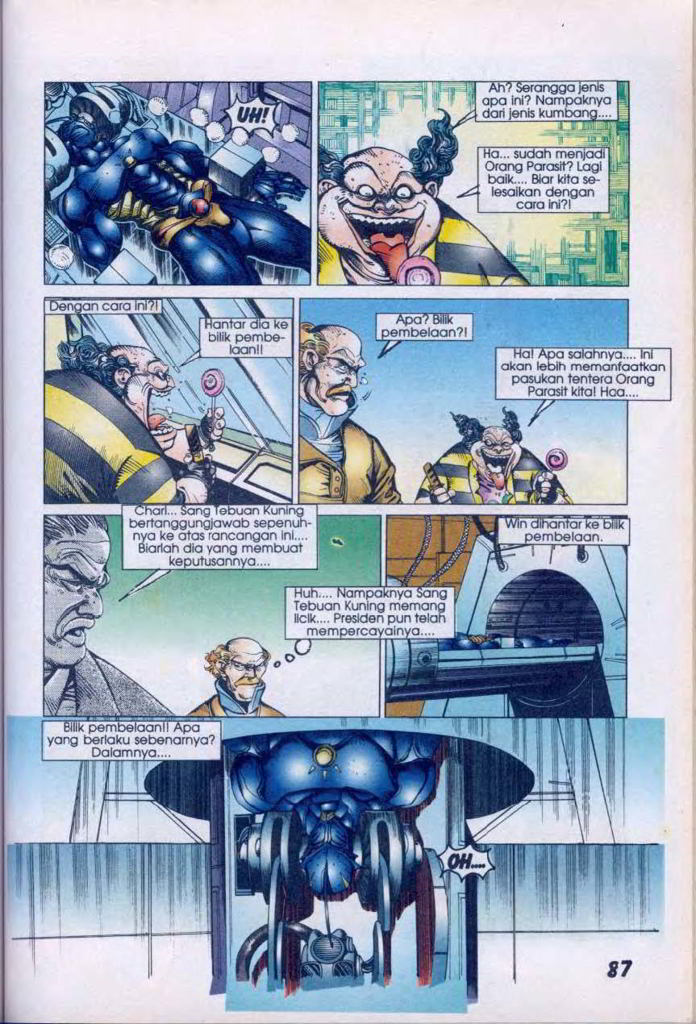 UH!
Ah? Serangga jenis
apa ini? Nampaknya
dari jenis kumbang....
Ha... sudah menjadi
Orang Parasit? Lagi
baik.... Biar kita se-
lesaikan dengan
cara ini?!
Dengan cara ini?!
Hantar dia ke
bilik pembe-
laan!!
Apa? Bilik
pembelaan?!
Ha! Apa salahnya.... Ini
akan lebih memanfaatkan
pasukan tentera Orang
Parasit kita! Haa....
Charl... Sang Tebuan Kuning
bertanggungjawab sepenuh-
nya ke atas rancangan ini....
Biarlah dia yang membuat
keputusannya....
Huh.... Nampaknya Sang
Tebuan Kuning memang
licik.... Presiden pun telah
mempercayainya....
Win dihantar ke bilik
pembelaan.
Bilik pembelaan!! Apa
yang berlaku sebenarnya?
Dalamnya....
OH....
87